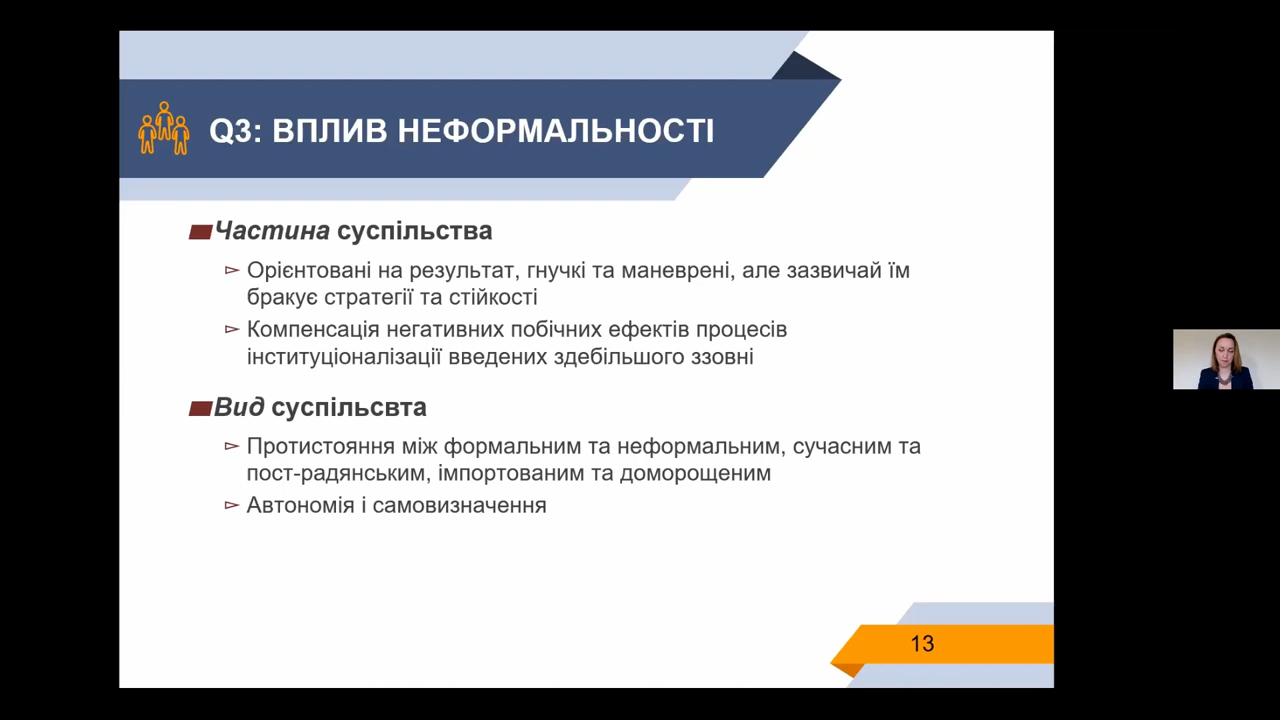 Q3: ВПЛИВ НЕФОРМАЛЬНОСТІ
Частина суспільства
Орієнтовані на результат, гнучкі та маневрені, але зазвичай їм
бракує стратегії та стійкості
Компенсація негативних побічних ефектів процесів
інституціоналізації введених здебільшого ззовні
Вид суспільсвта
Протистояння між формальним та неформальним, сучасним та
пост-радянським, імпортованим та доморощеним
Автономія і самовизначення
13